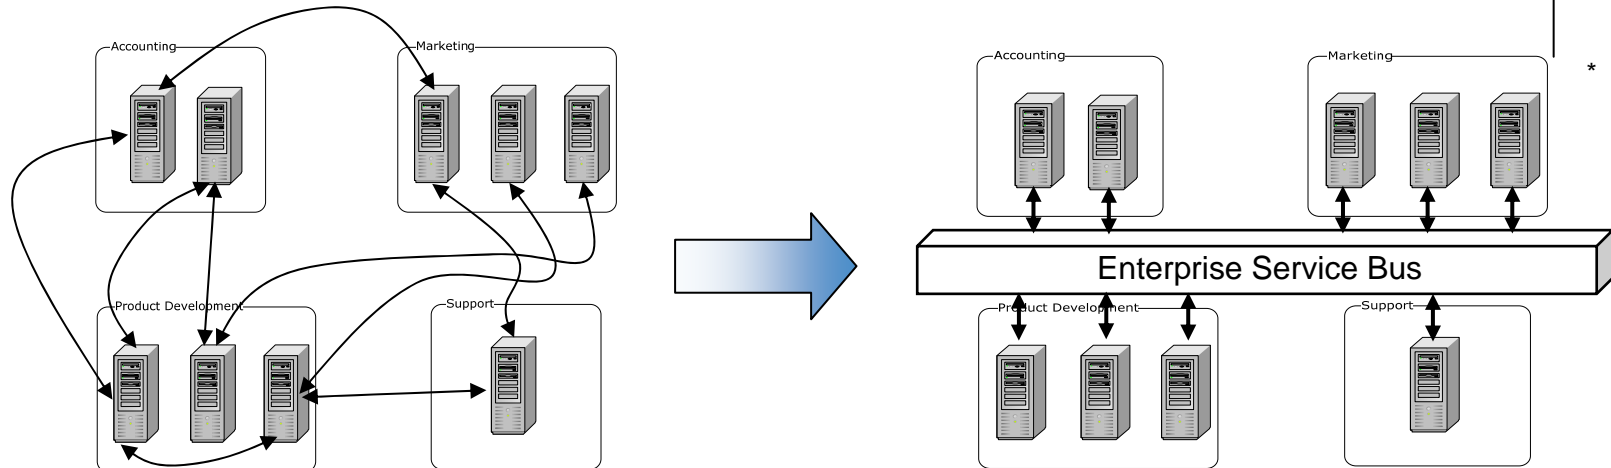 Accounting
Marketing
Product Development
Support
Accounting
Marketing
*
Enterprise Service Bus
Product Development
Support